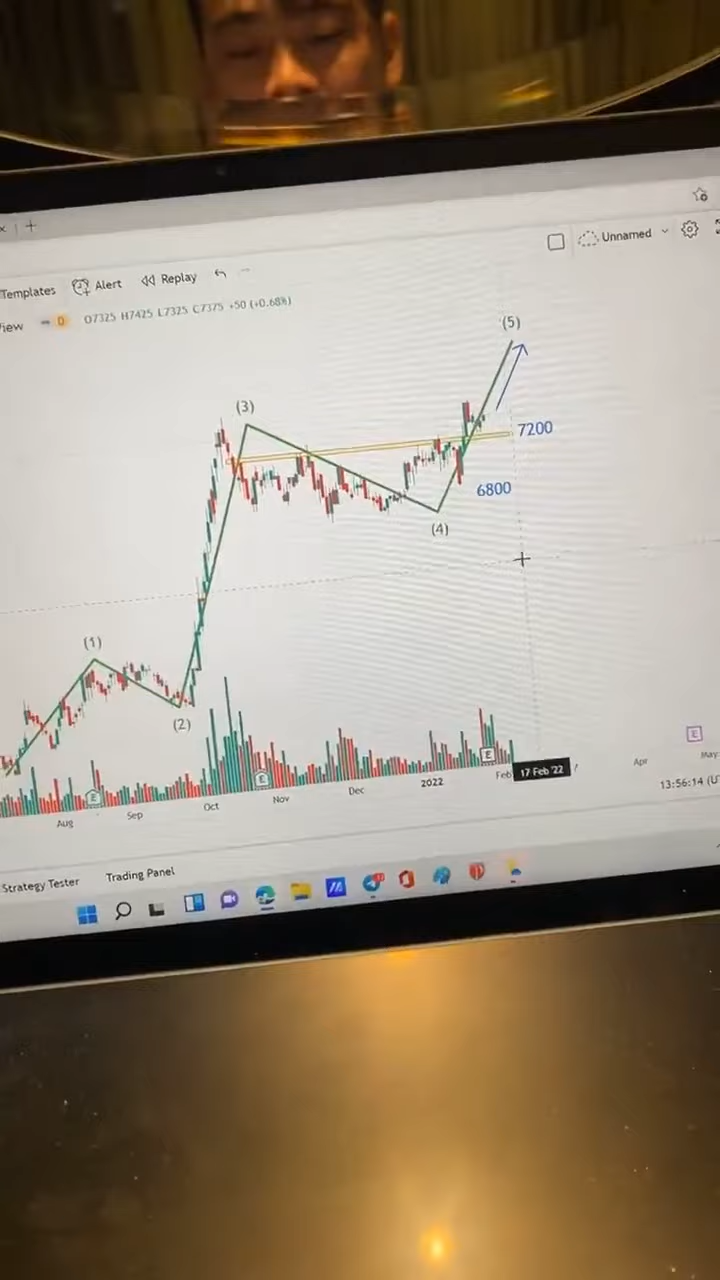 Unnamed
Templates Alert Replay
iew D O7325 H7425 L7325 C7375 +50 (+0.68%)
(5)
(3)
7200
6800
(4)
(1)
(2)
E E E E
Aug Sep Oct Nov Dec 2022 Feb 17 Feb '22 Apr May
13:56:14 (U
Strategy Tester Trading Panel